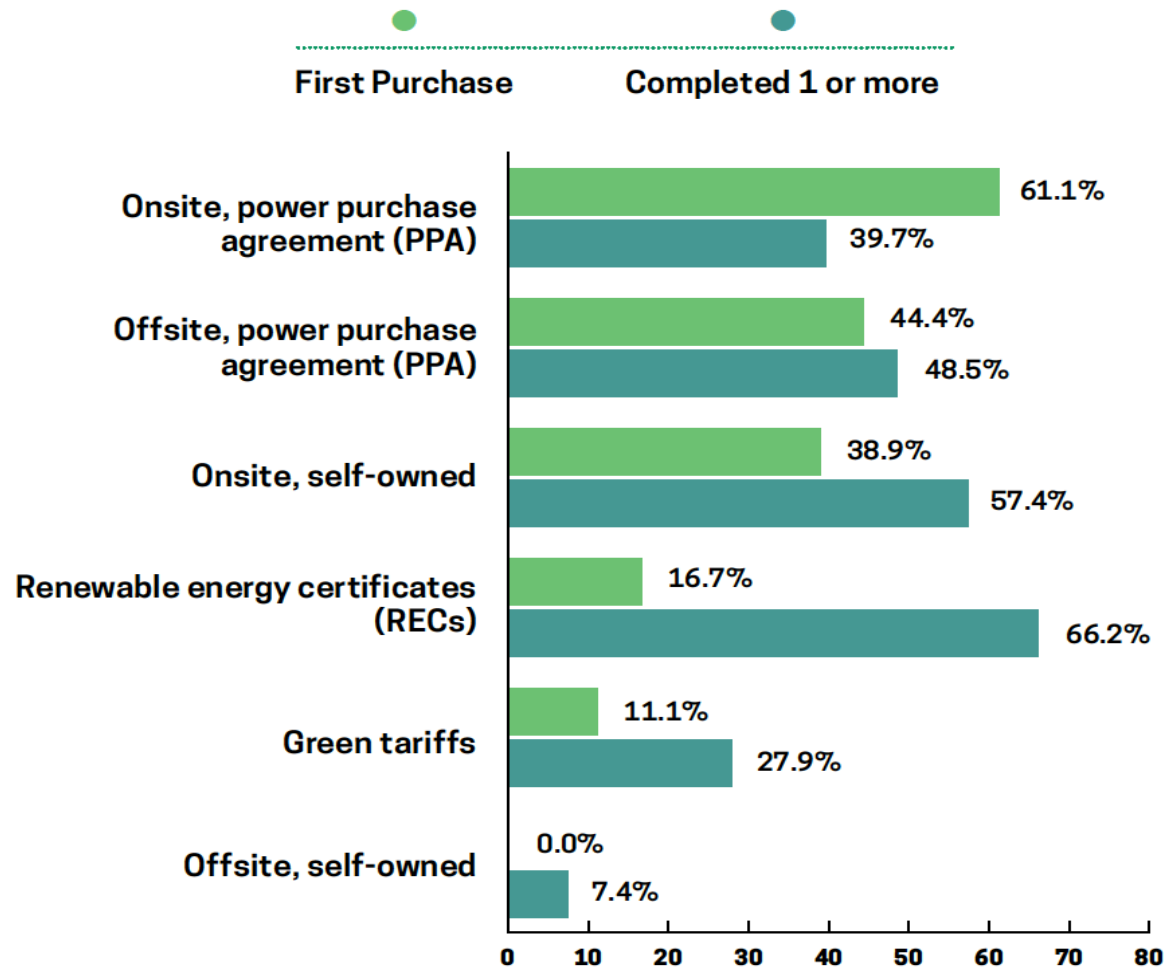 First Purchase
Completed 1 or more
Onsite, power purchase
agreement (PPA)
61.1%
39.7%
Offsite, power purchase
agreement (PPA)
44.4%
48.5%
Onsite, self-owned
38.9%
57.4%
Renewable energy certificates
(RECs)
16.7%
66.2%
Green tariffs
11.1%
27.9%
Offsite, self-owned
0.0%
7.4%
0 10 20 30 40 50 60 70 80